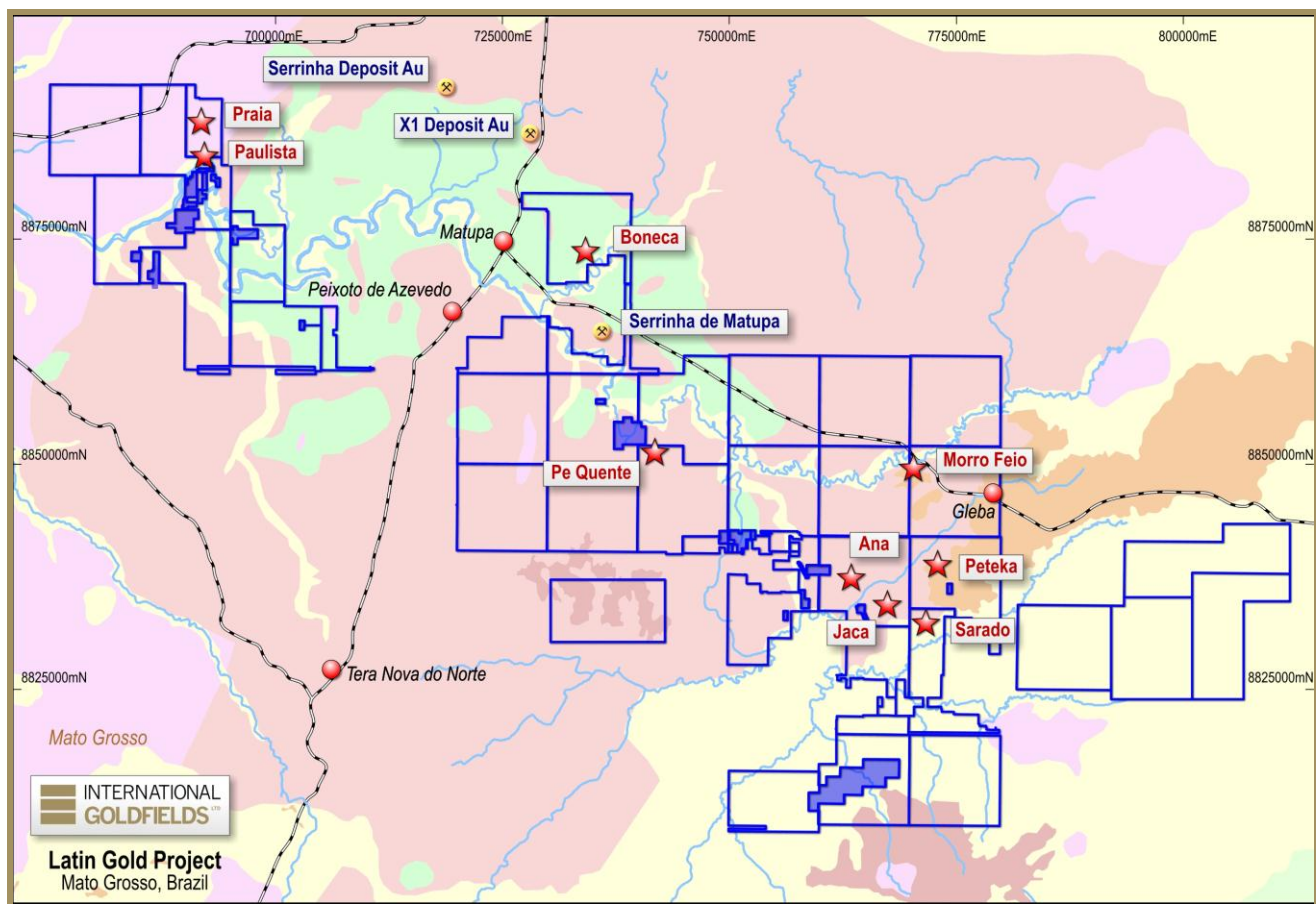 700000mE
725000mE
750000mE
775000mE
800000mE
Serrinha Deposit Au
Praia
X1 Deposit Au
Paulista
8875000mN
Matupa
Boneca
8875000mN
Peixoto de Azevedo
Serrinha de Matupa
8850000mN
Pe Quente
Morro Feio
8850000mN
Gleba
Ana
Peteka
Jaca
Sarado
8825000mN
Tera Nova do Norte
8825000mN
Mato Grosso
INTERNATIONAL
GOLDFIELDS LTD
Latin Gold Project
Mato Grosso, Brazil